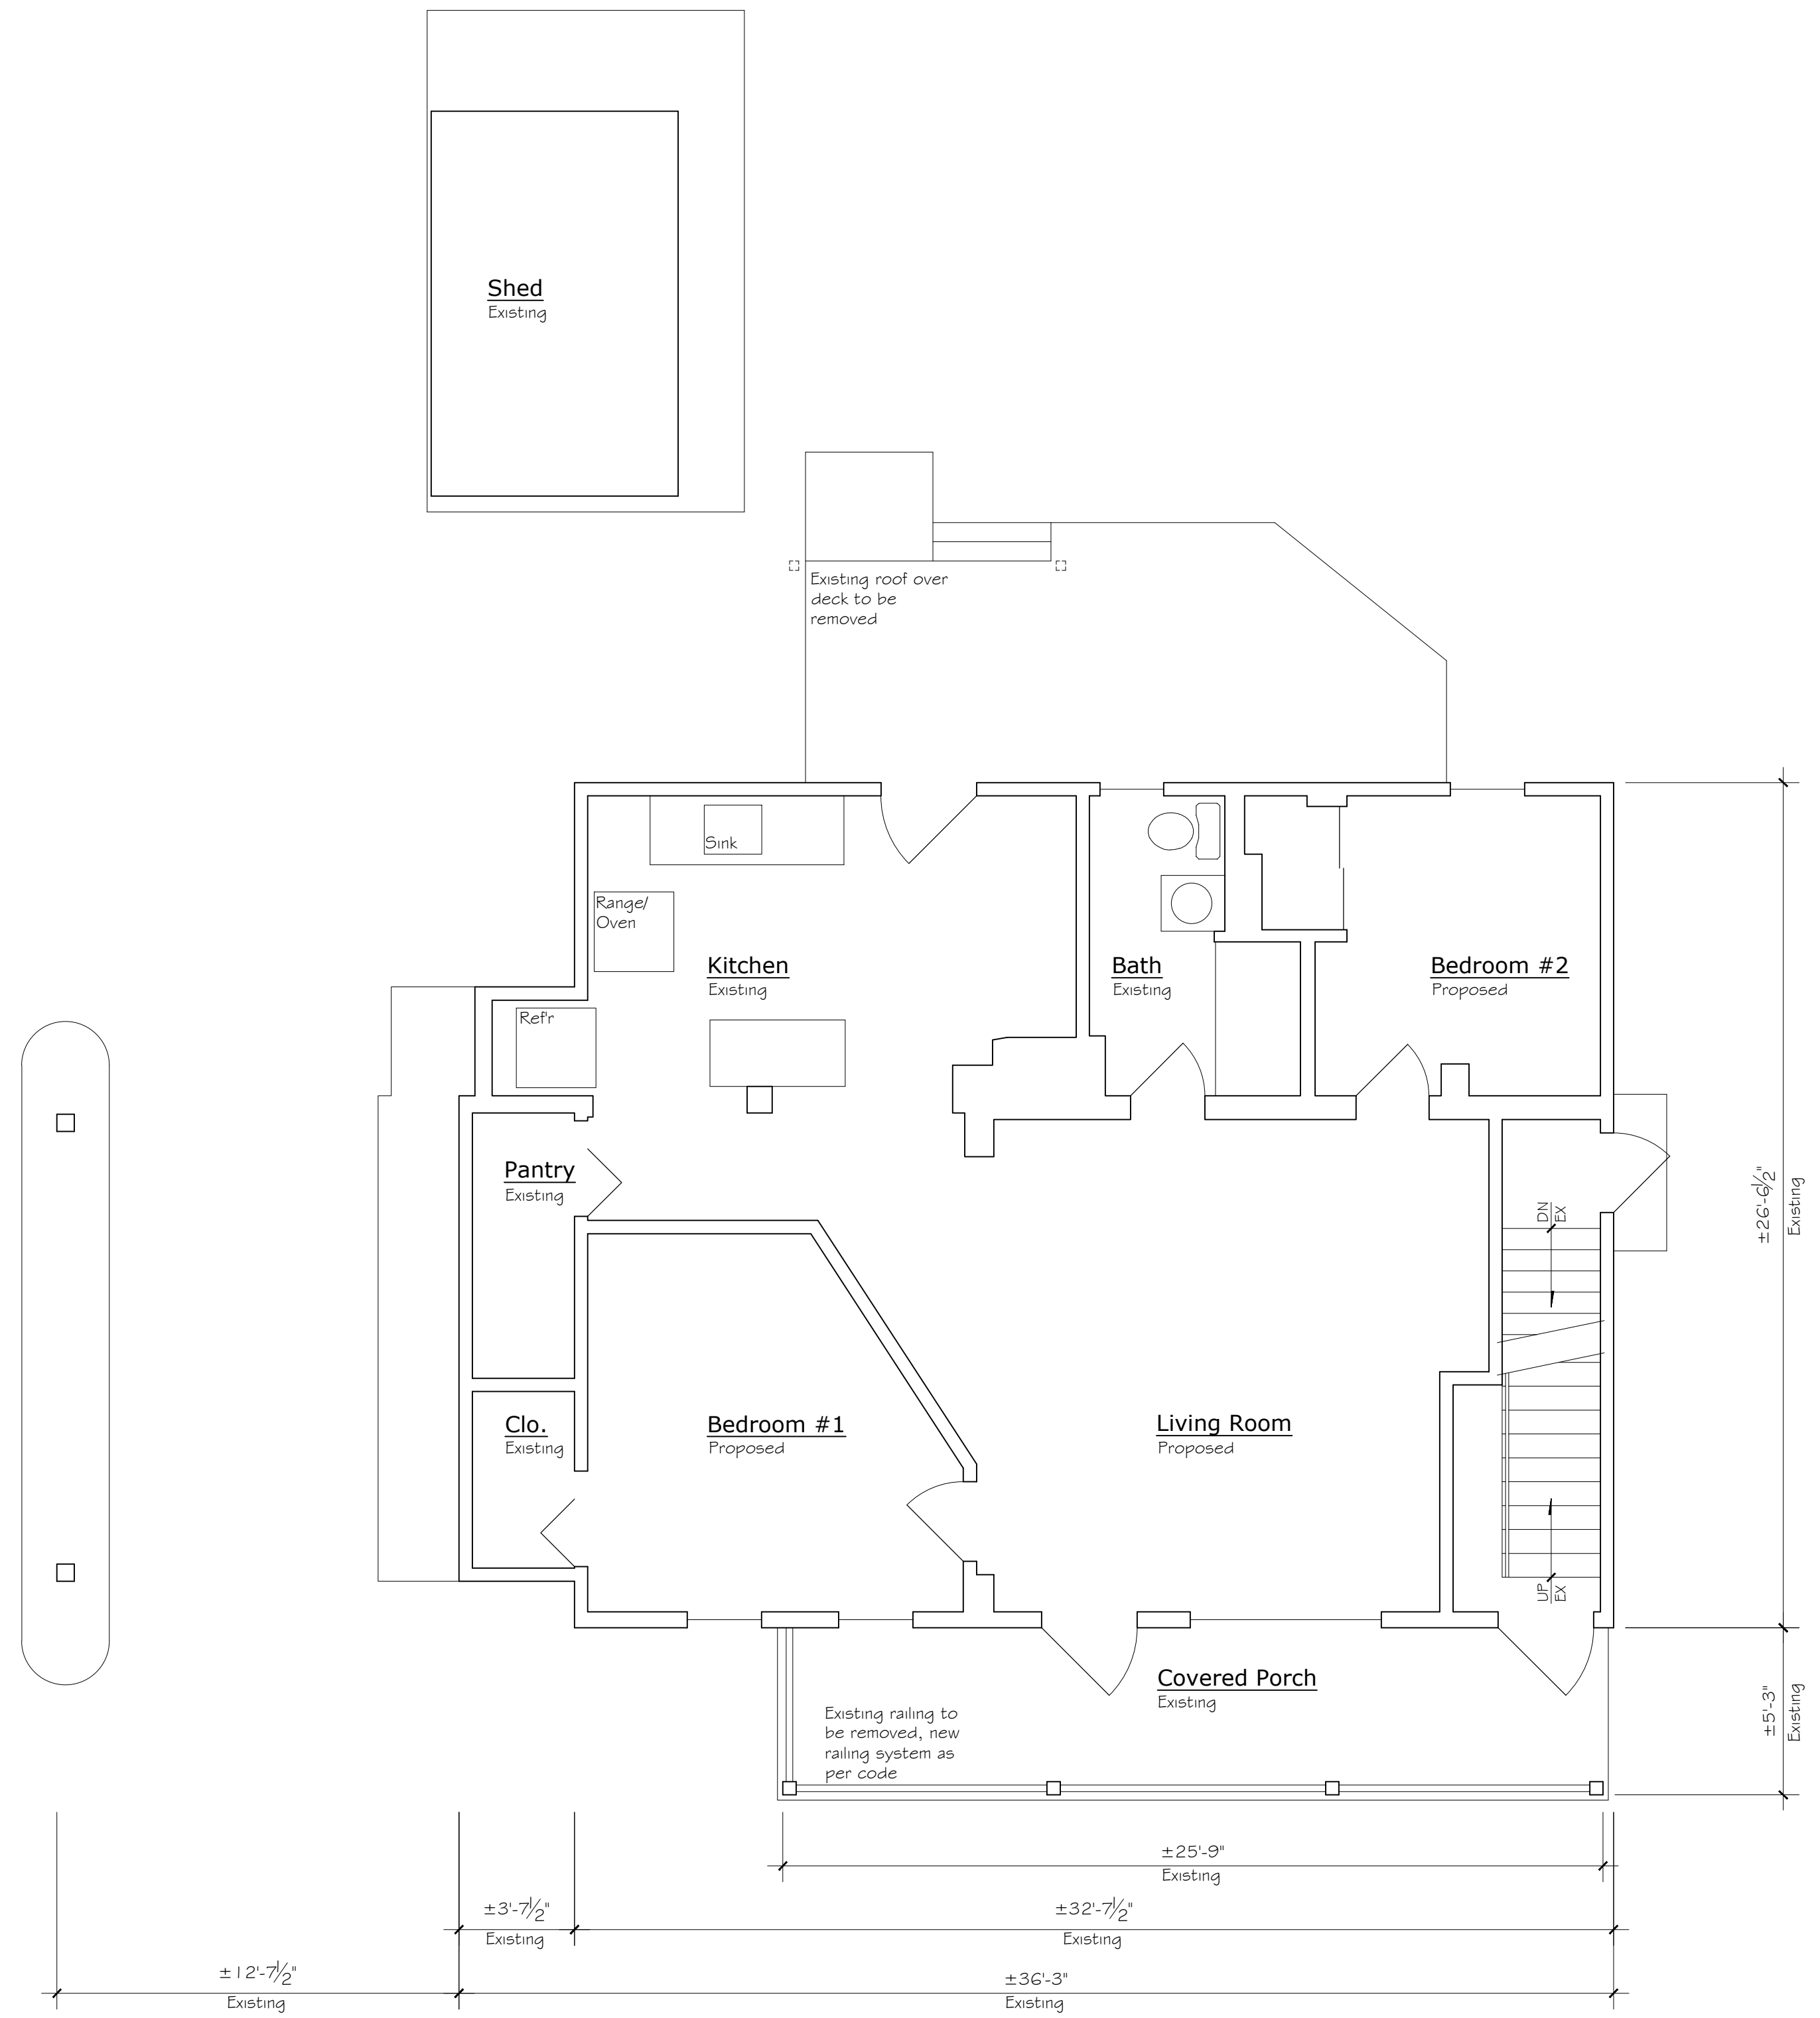 Shed
Existing
Existing roof over
deck to be
removed
Sink
Range/
Oven
Kitchen
Existing
Bath
Existing
Bedroom #2
Proposed
Ref'r
Pantry
Existing
DN
EX
±26'-6½"
Existing
Clo.
Existing
Bedroom #1
Proposed
Living Room
Proposed
UP
EX
Covered Porch
Existing
Existing railing to
be removed, new
railing system as
per code
±5'-3"
Existing
±25'-9"
Existing
±3'-7½"
Existing
±32'-7½"
Existing
±12'-7½"
Existing
±36'-3"
Existing